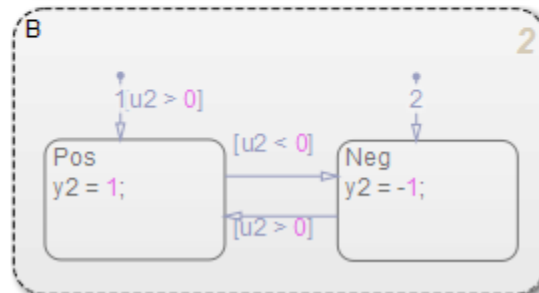 B
2
1[u2 > 0]
2
[u2 < 0]
Pos
y2 = 1;
Neg
y2 = -1;
[u2 > 0]